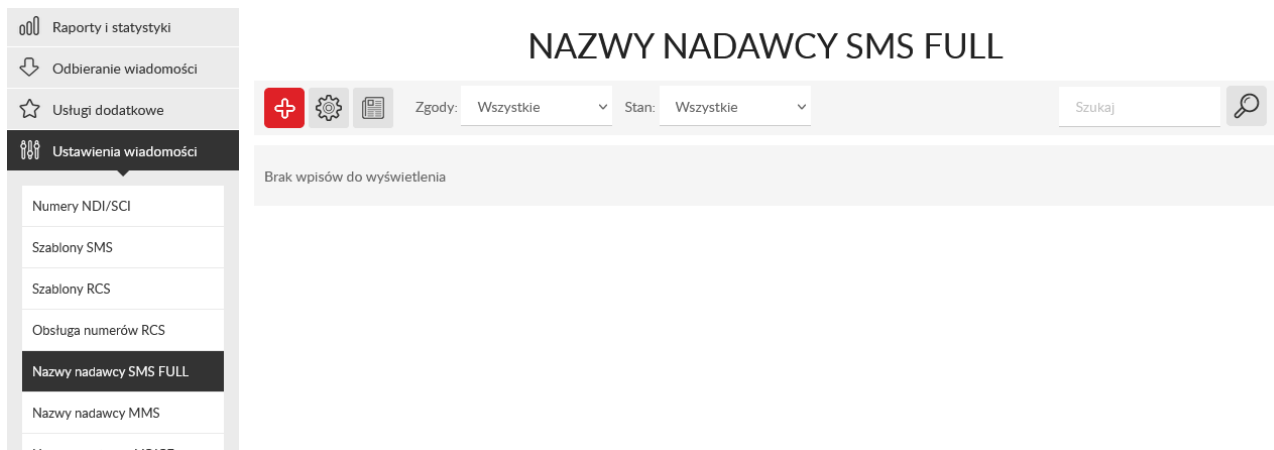 Raporty i statystyki
Odbieranie wiadomości
Usługi dodatkowe
Ustawienia wiadomości
Numery NDI/SCI
Szablony SMS
Szablony RCS
Obsługa numerów RCS
Nazwy nadawcy SMS FULL
Nazwy nadawcy MMS
NAZWY NADAWCY SMS FULL
Zgody: Wszystkie Stan: Wszystkie Szukaj
Brak wpisów do wyświetlenia